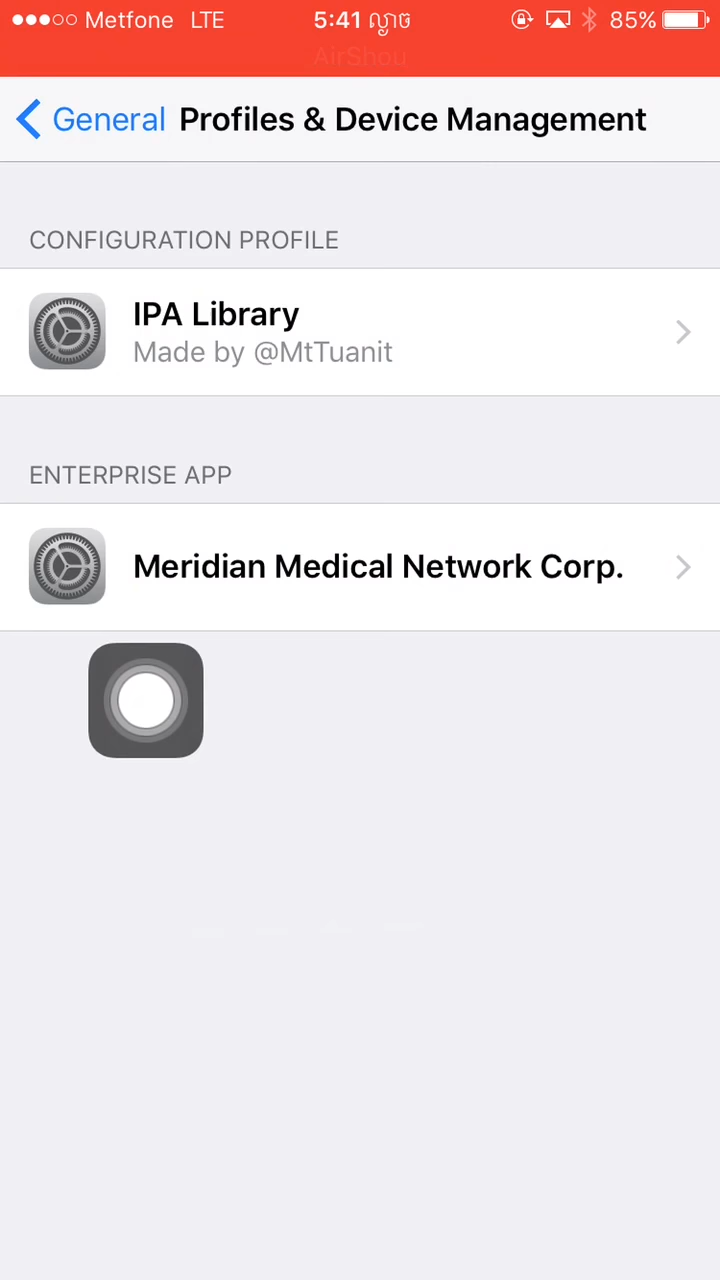 Metfone LTE 5:41 ល្ងាច 85%
AirShou
General Profiles & Device Management
CONFIGURATION PROFILE
IPA Library
Made by @MtTuanit
ENTERPRISE APP
Meridian Medical Network Corp.